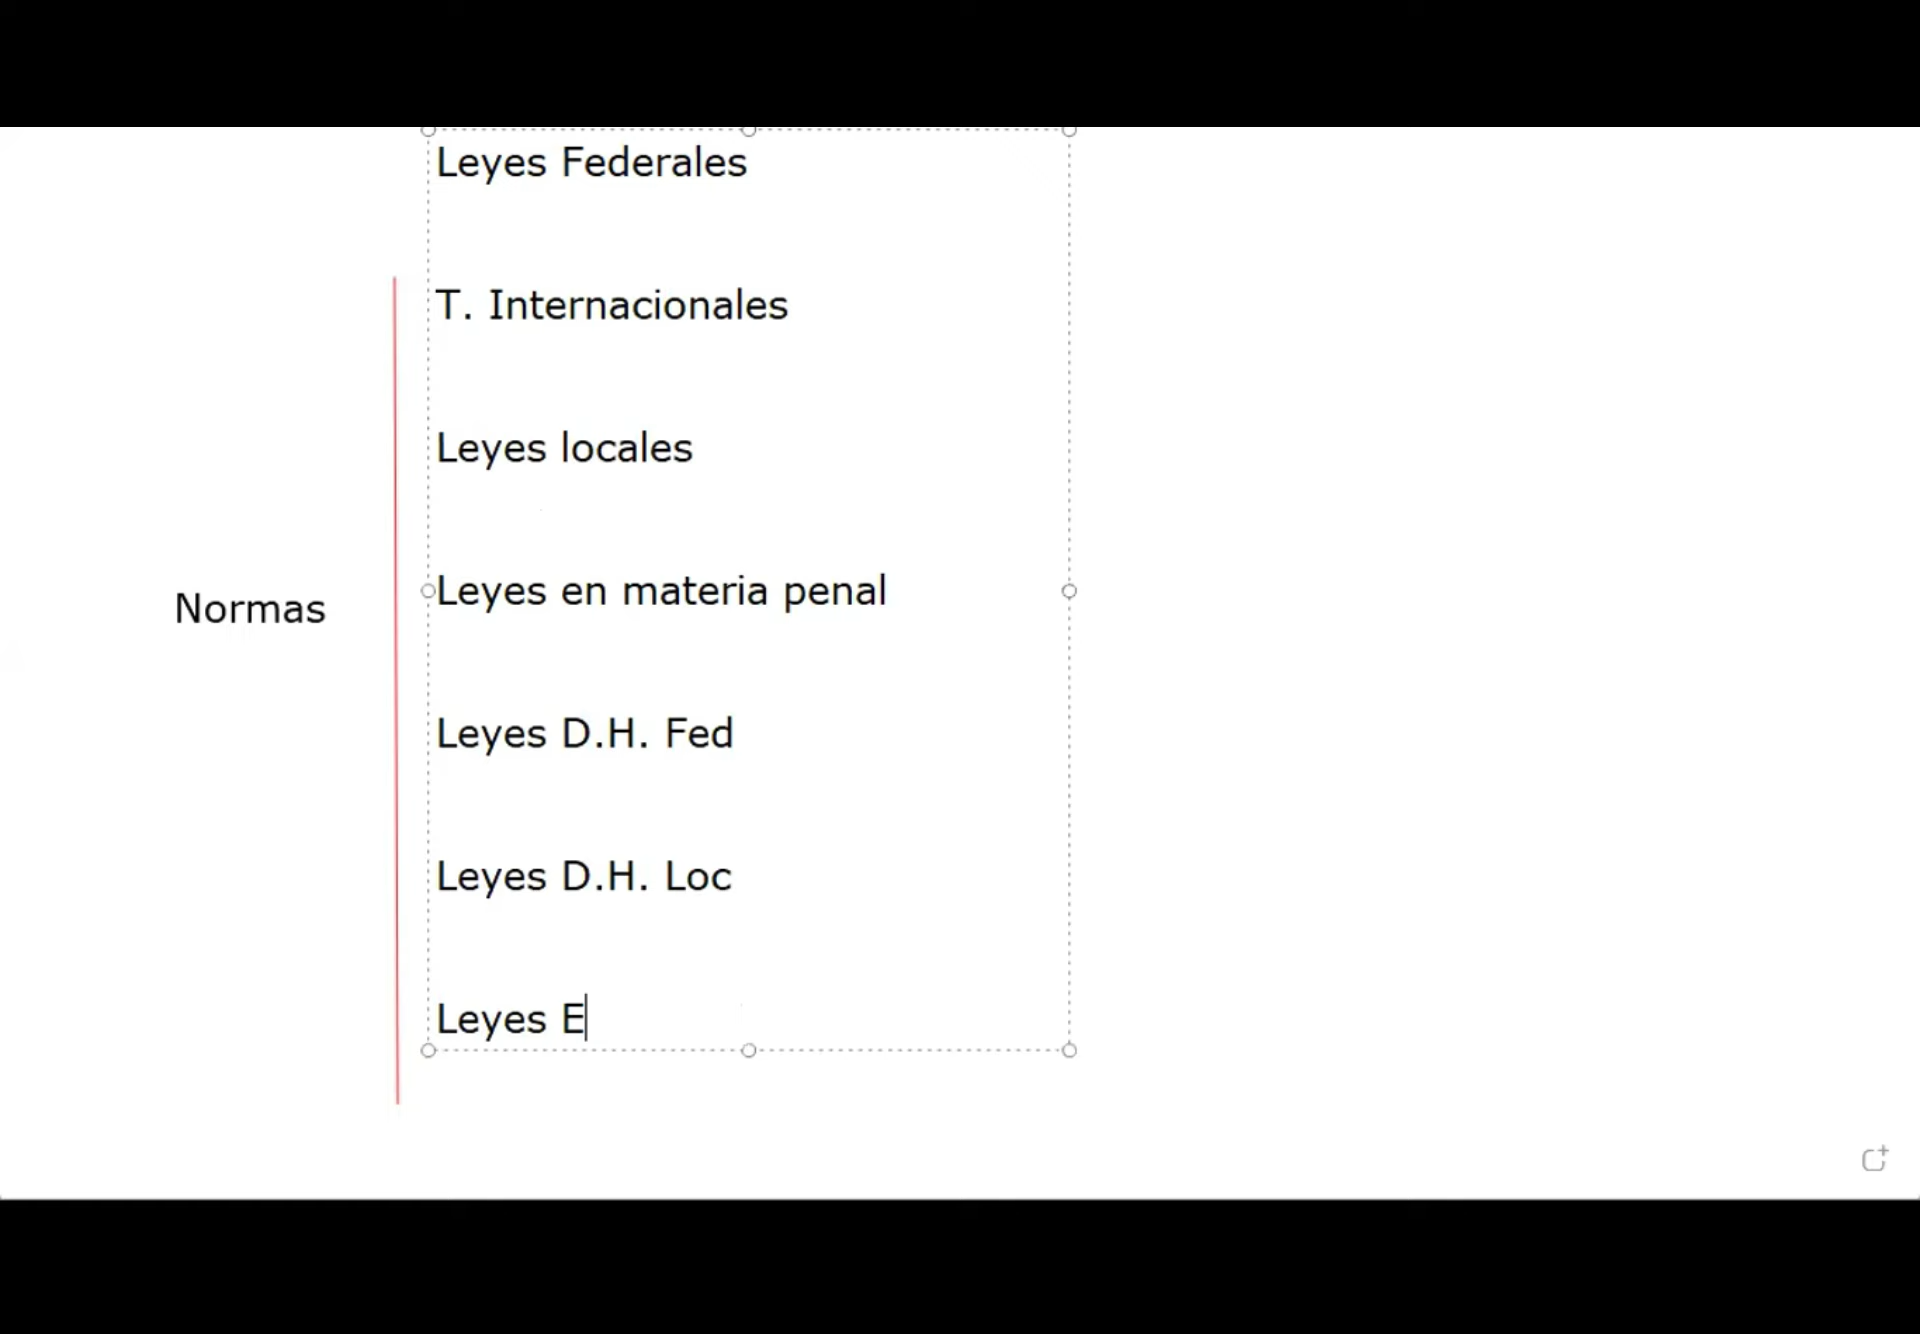 Leyes Federales
T. Internacionales
Leyes locales
Leyes en materia penal
Normas
Leyes D.H. Fed
Leyes D.H. Loc
Leyes E